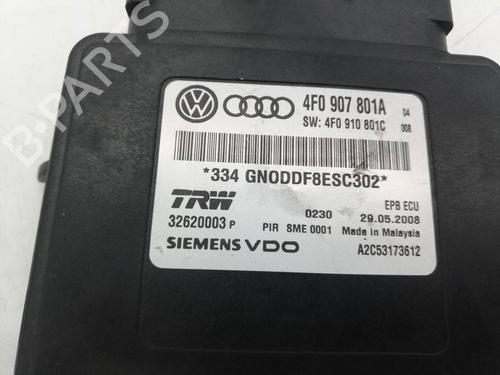 B-PARTS
4F0 907 801A 04
SW: 4F0 910 801C 008
*334 GNODDF8ESC302*
TRW
EPB ECU
32620003 P 0230 29.05.2008
PIR SME 0001 Made in Malaysia
SIEMENS VDO A2C53173612